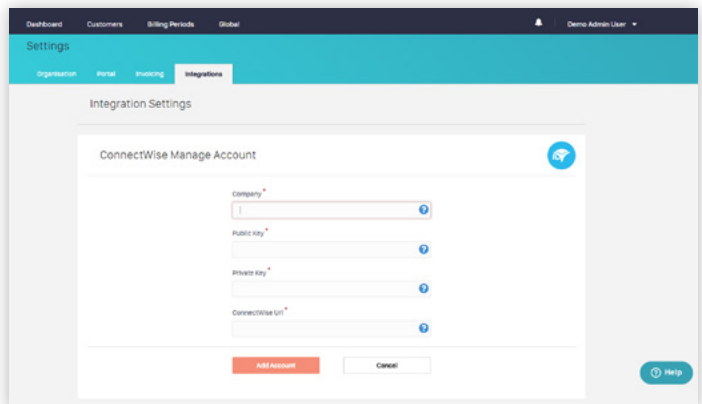 Dashboard Customers Billing Periods Global Demo Admin User
Settings
Organisation Portal Invoicing Integrations
Integration Settings
ConnectWise Manage Account
Company *
Public Key *
Private Key *
ConnectWise Url *
Add Account Cancel
Help